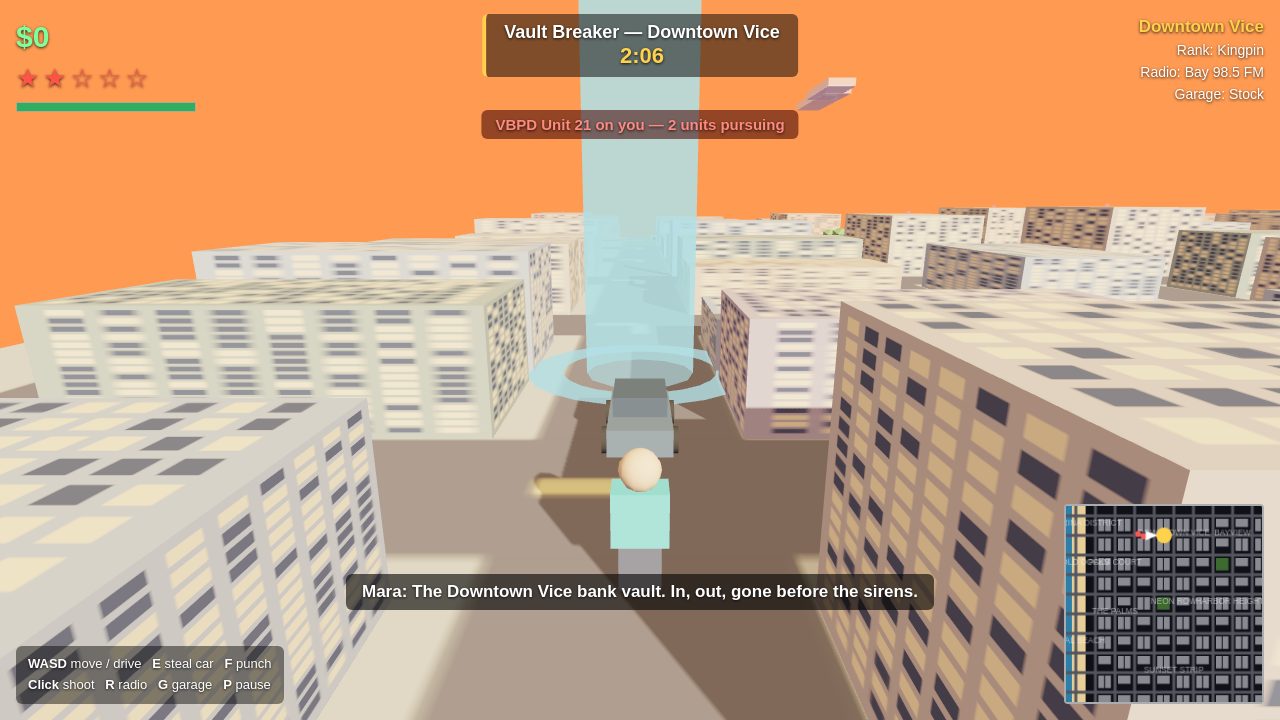 $0
Vault Breaker — Downtown Vice
2:06
VBPD Unit 21 on you — 2 units pursuing
Downtown Vice
Rank: Kingpin
Radio: Bay 98.5 FM
Garage: Stock
Mara: The Downtown Vice bank vault. In, out, gone before the sirens.
WASD move / drive E steal car F punch
Click shoot R radio G garage P pause
BAYVIEW
COURT
THE PALMS
SUNSET STRIP